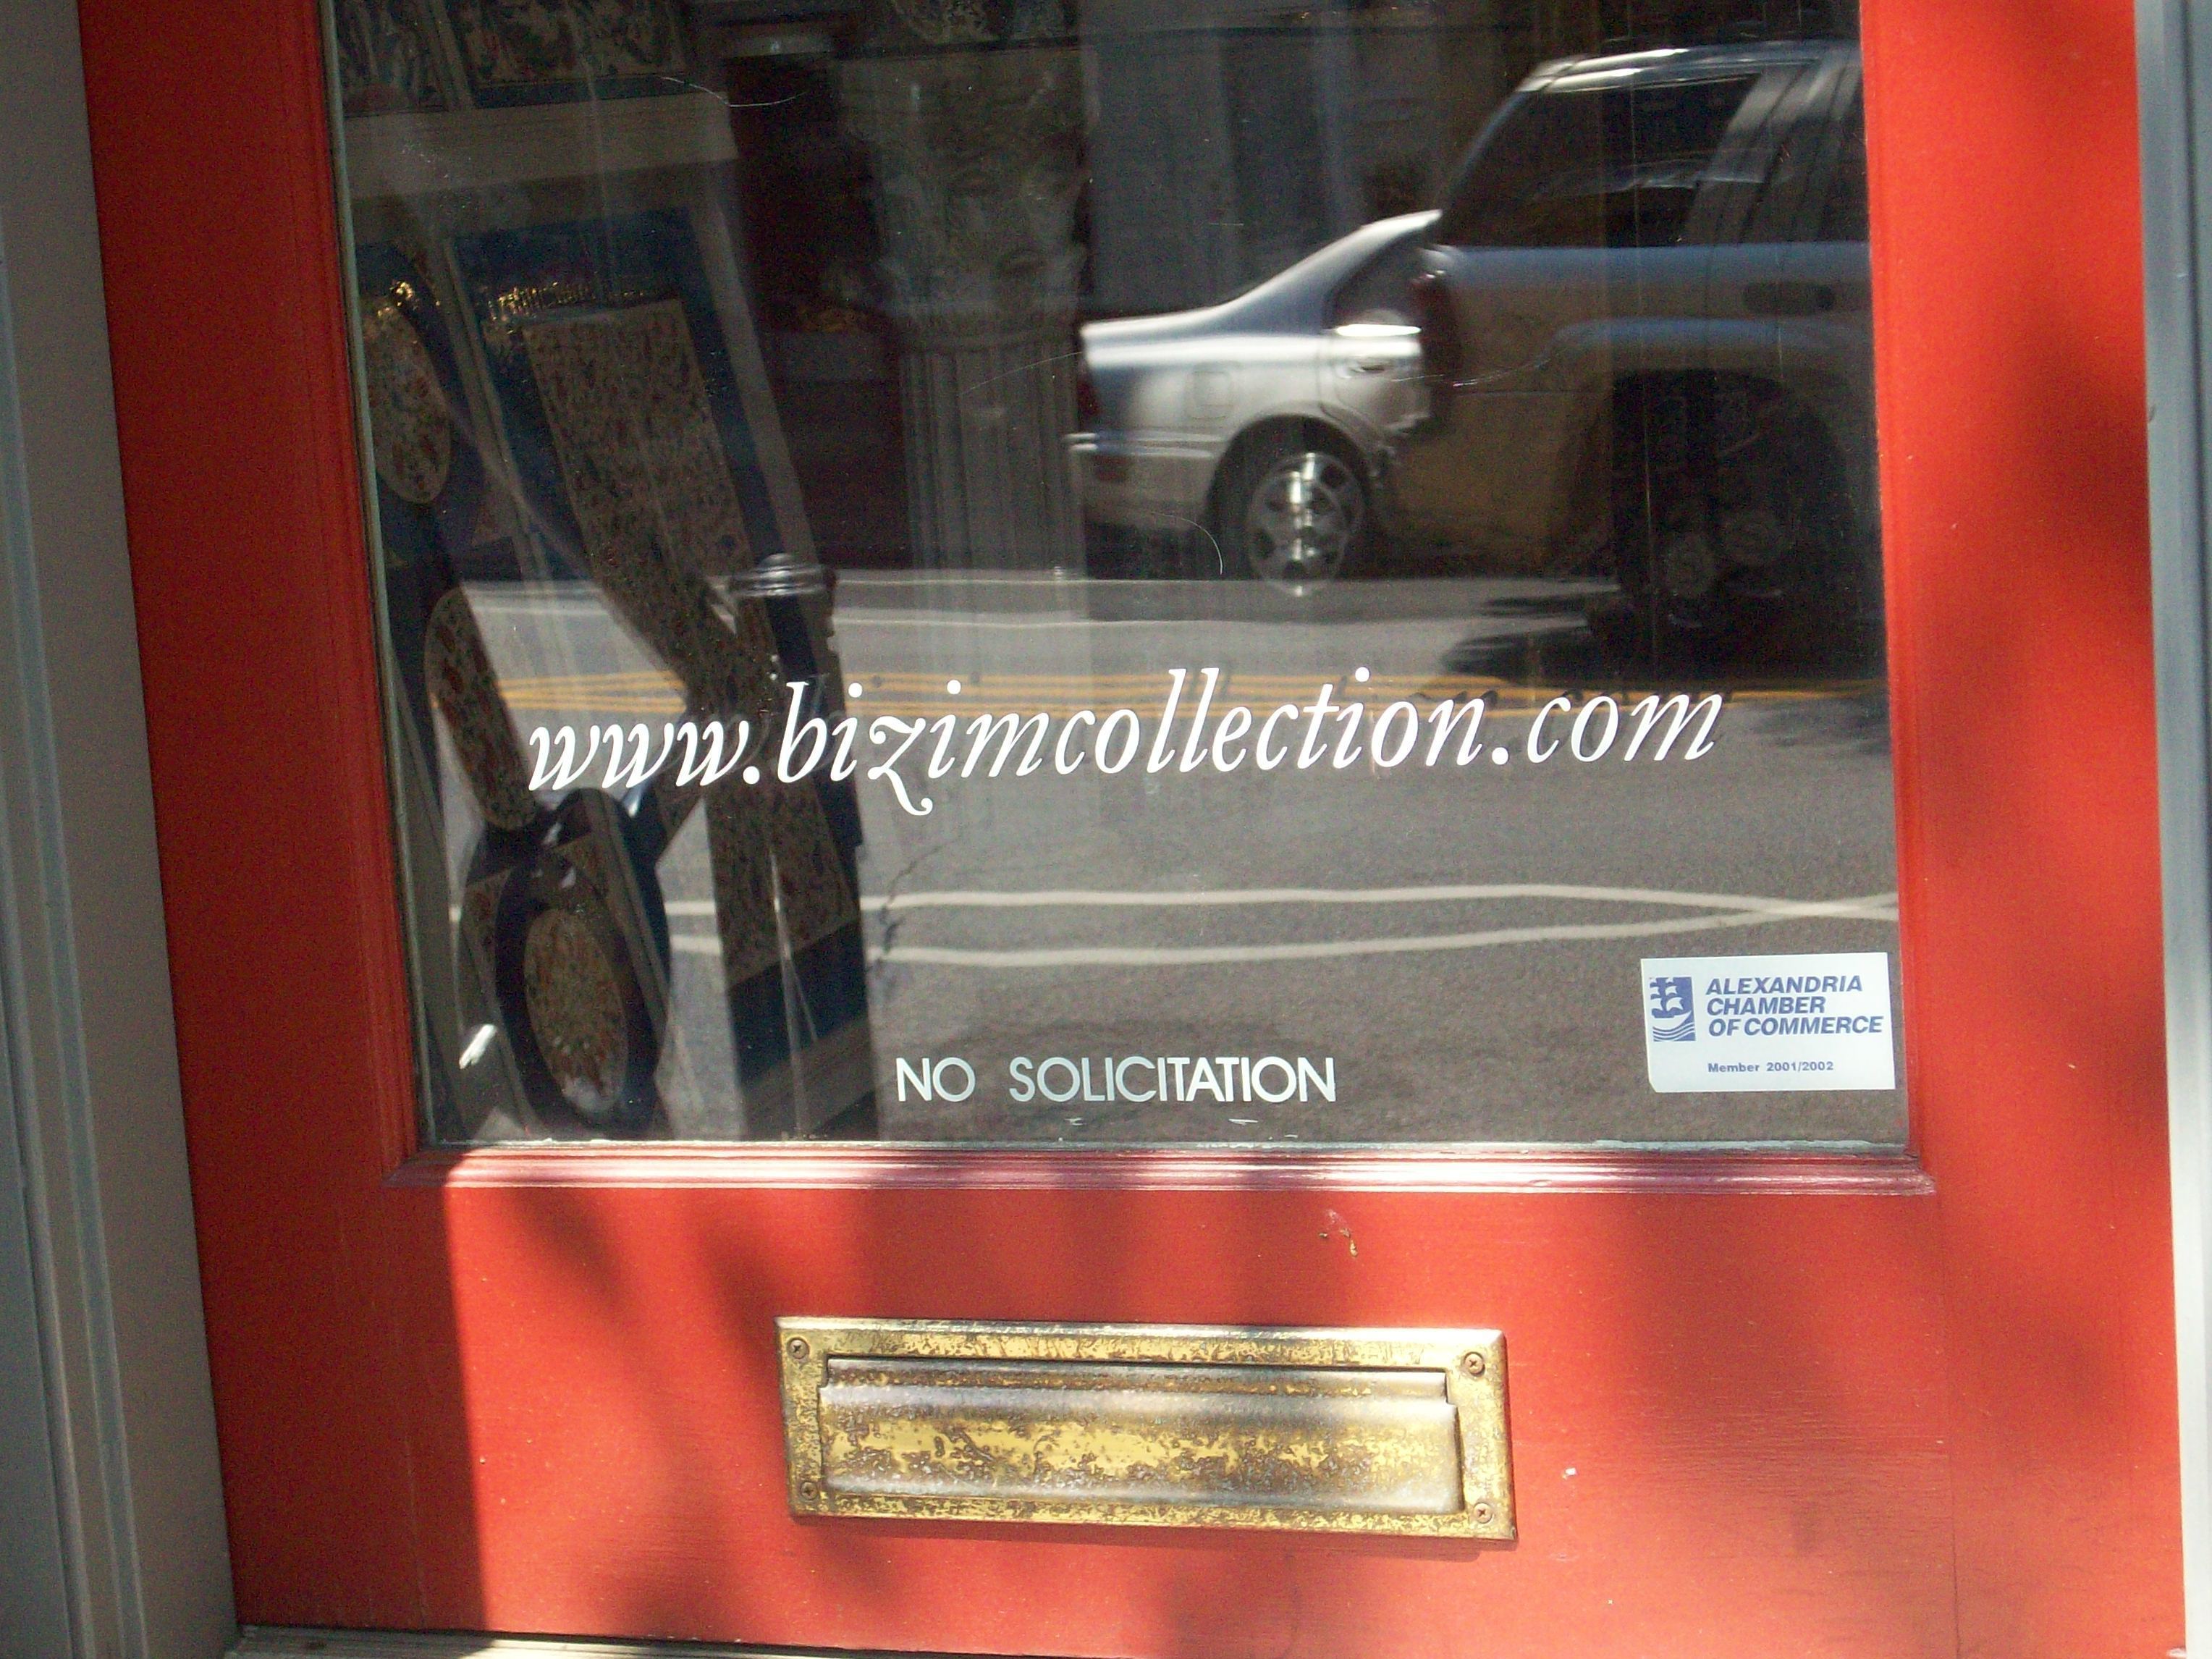 www.bizimcollection.com
ALEXANDRIA
CHAMBER
OF COMMERCE
Member 2001/2002
NO SOLICITATION